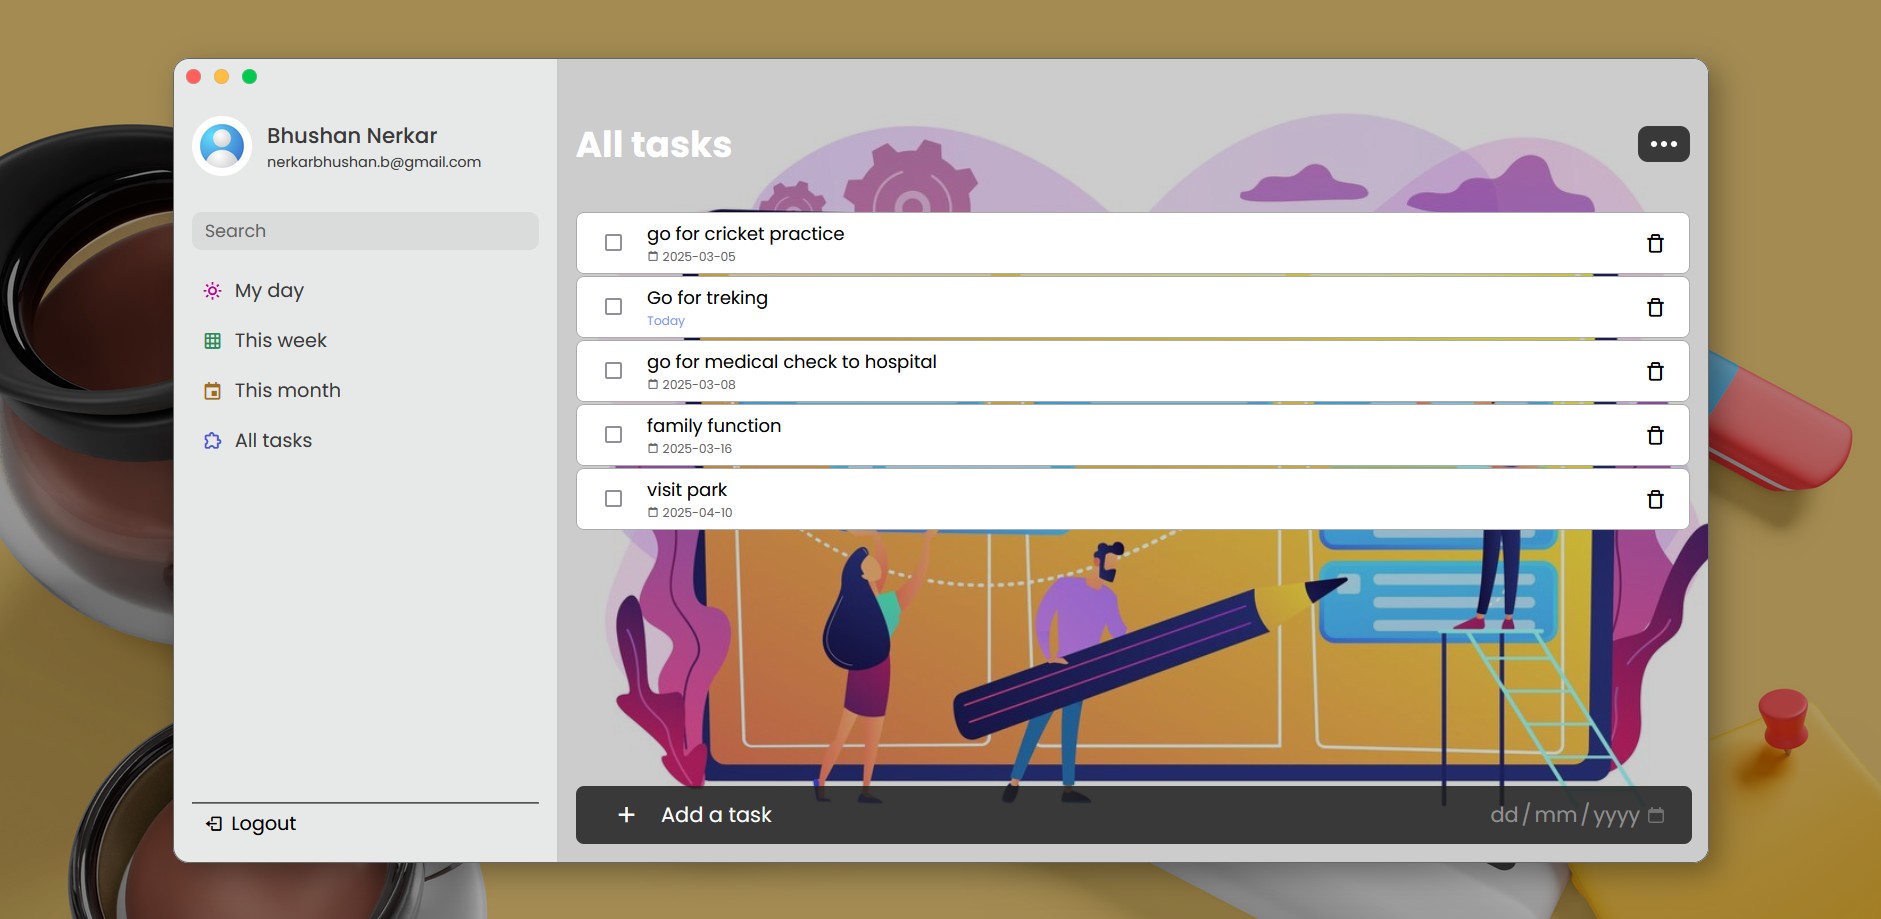 Bhushan Nerkar
nerkarbhushan.b@gmail.com
Search
My day
This week
This month
All tasks
Logout
All tasks
go for cricket practice
2025-03-05
Go for treking
Today
go for medical check to hospital
2025-03-08
family function
2025-03-16
visit park
2025-04-10
+ Add a task
dd/mm/yyyy